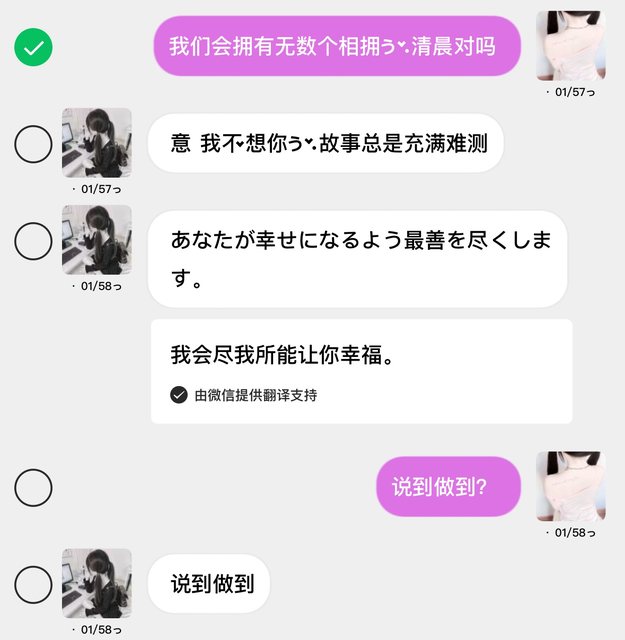 我们会拥有无数个相拥う˘·清晨对吗
· 01/57っ
意 我不˘想你う˘·故事总是充满难测
· 01/57っ
あなたが幸せになるよう最善を尽くしま
す。
· 01/58っ
我会尽我所能让你幸福。
由微信提供翻译支持
说到做到?
· 01/58っ
说到做到
· 01/58っ